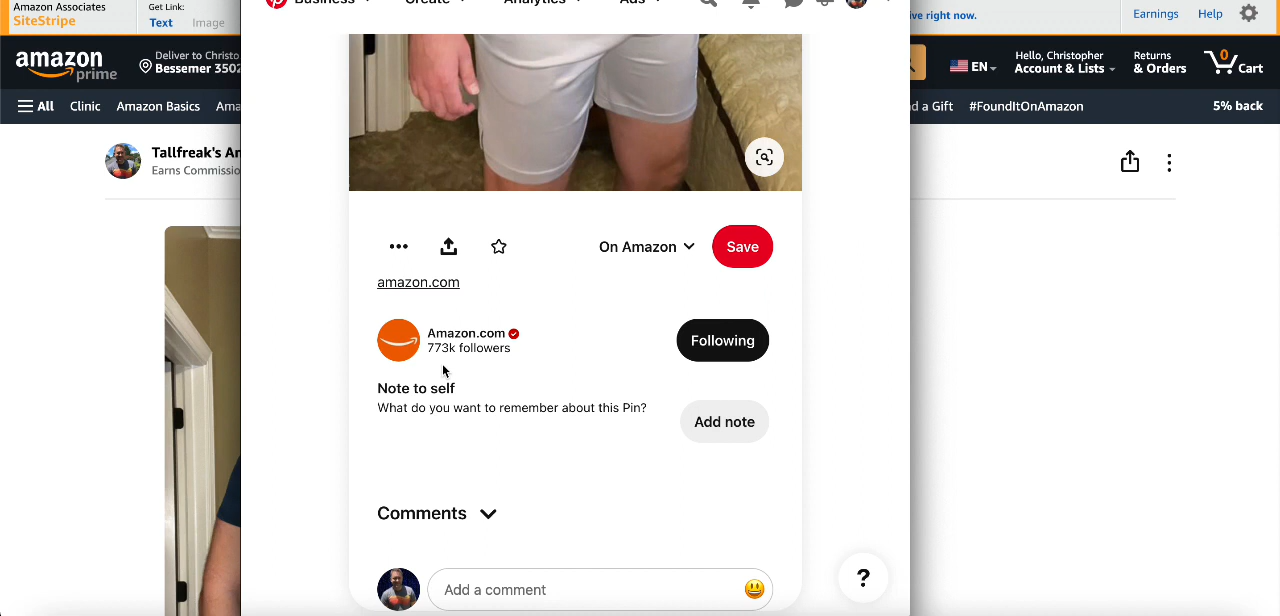 Amazon Associates
SiteStripe
Get Link:
Text
Image
ive right now.
Earnings
Help
Business
Create
Analytics
Ads
amazon
prime
Deliver to Christo
Bessemer 3502
EN
Hello, Christopher
Account & Lists
Returns
& Orders
0
Cart
All
Clinic
Amazon Basics
Ama
d a Gift
#FoundItOnAmazon
5% back
Tallfreak's An
Earns Commissio
On Amazon
Save
amazon.com
Amazon.com
773k followers
Following
Note to self
What do you want to remember about this Pin?
Add note
Comments
Add a comment
?